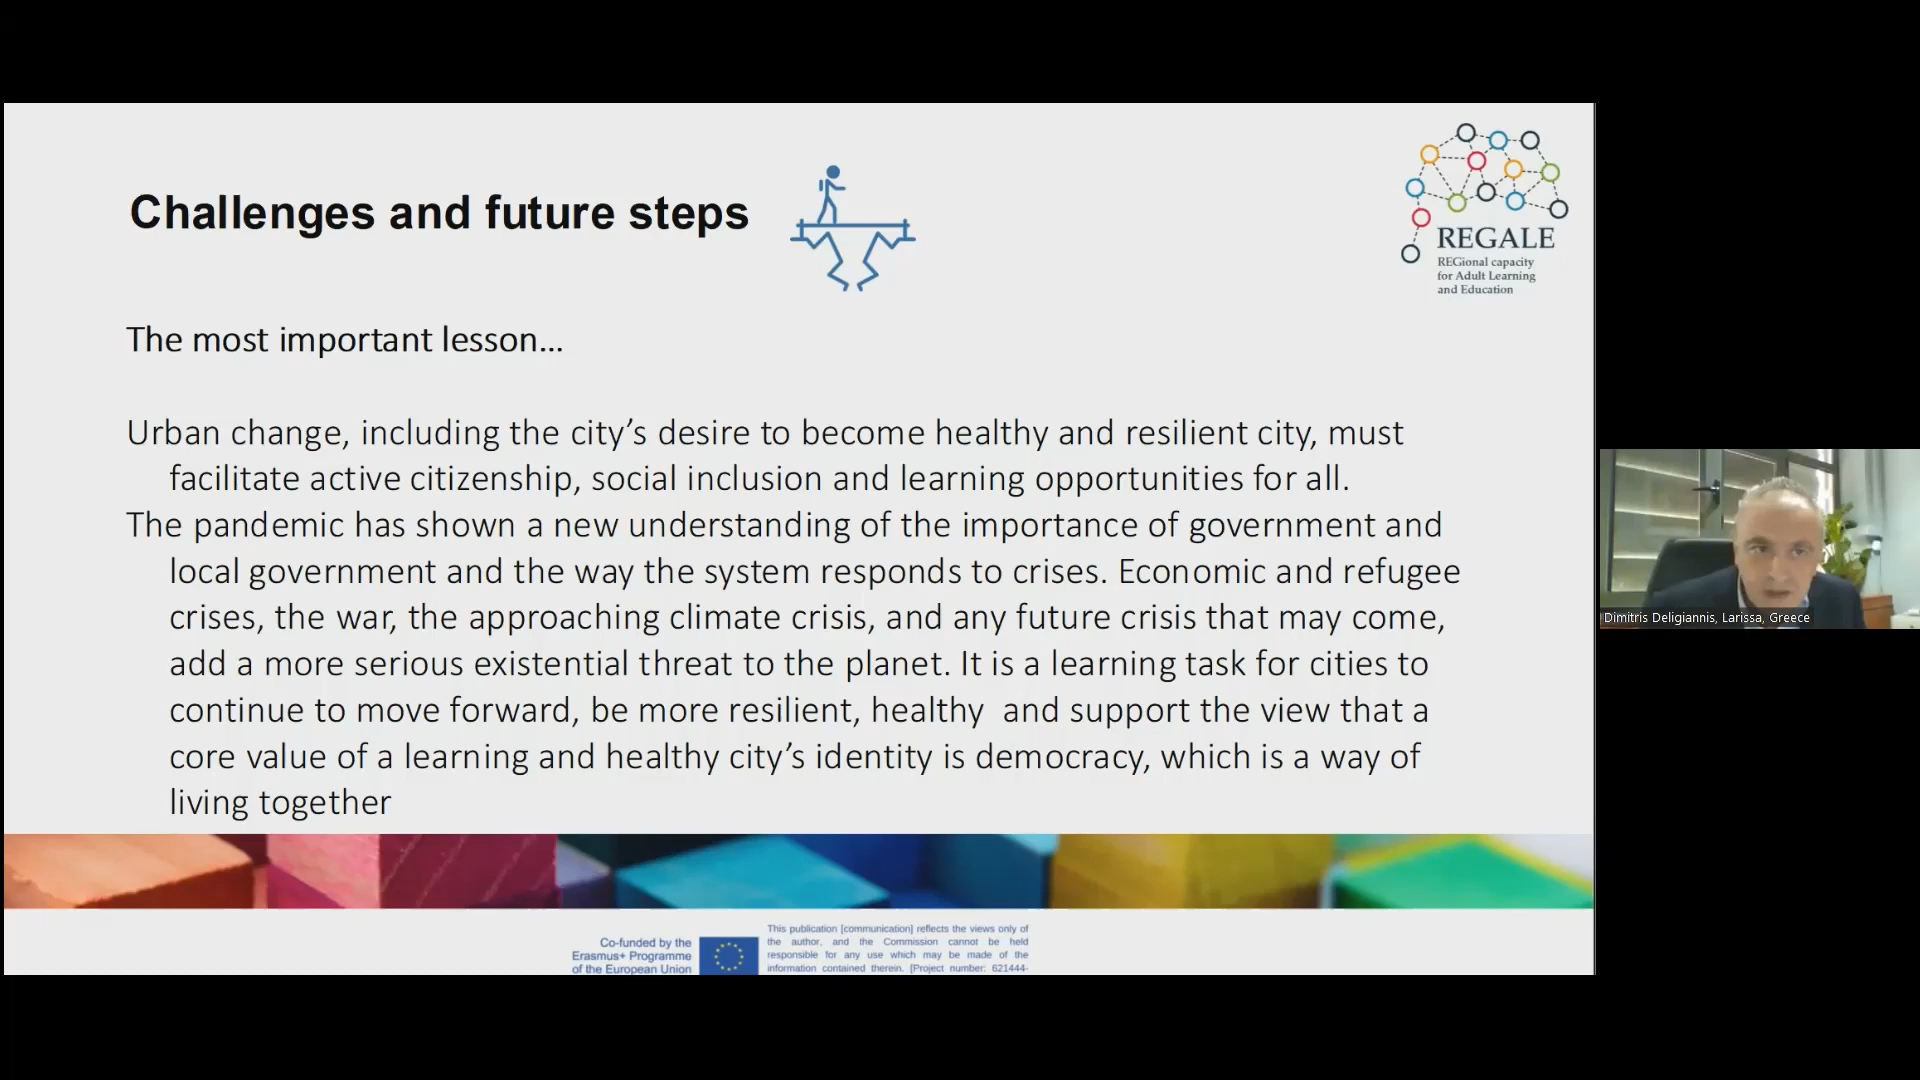 Challenges and future steps
REGALE
REGional capacity
for Adult Learning
and Education
The most important lesson…
Urban change, including the city’s desire to become healthy and resilient city, must
facilitate active citizenship, social inclusion and learning opportunities for all.
The pandemic has shown a new understanding of the importance of government and
local government and the way the system responds to crises. Economic and refugee
crises, the war, the approaching climate crisis, and any future crisis that may come,
add a more serious existential threat to the planet. It is a learning task for cities to
continue to move forward, be more resilient, healthy  and support the view that a
core value of a learning and healthy city’s identity is democracy, which is a way of
living together
Dimitris Deligiannis, Larissa, Greece
Co-funded by the
Erasmus+ Programme
of the European Union
This publication [communication] reflects the views only of
the author, and the Commission cannot be held
responsible for any use which may be made of the
information contained therein. [Project number: 621444-